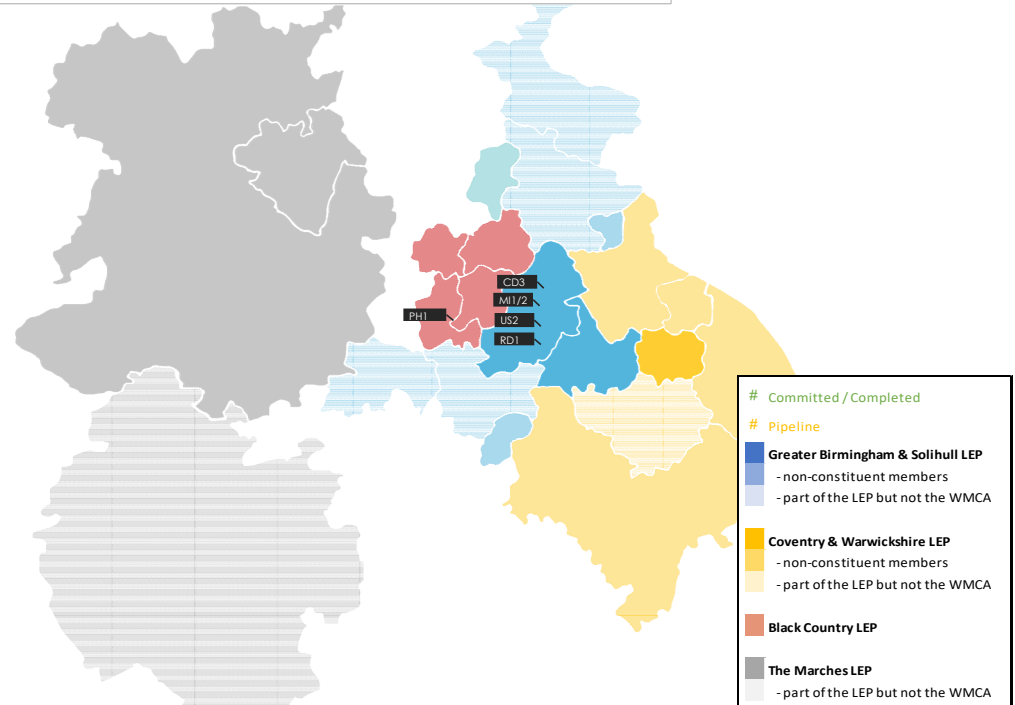 CD3
MI1/2
PH1
US2
RD1
# Committed / Completed
# Pipeline
Greater Birmingham & Solihull LEP
- non-constituent members
- part of the LEP but not the WMCA
Coventry & Warwickshire LEP
- non-constituent members
- part of the LEP but not the WMCA
Black Country LEP
The Marches LEP
- part of the LEP but not the WMCA